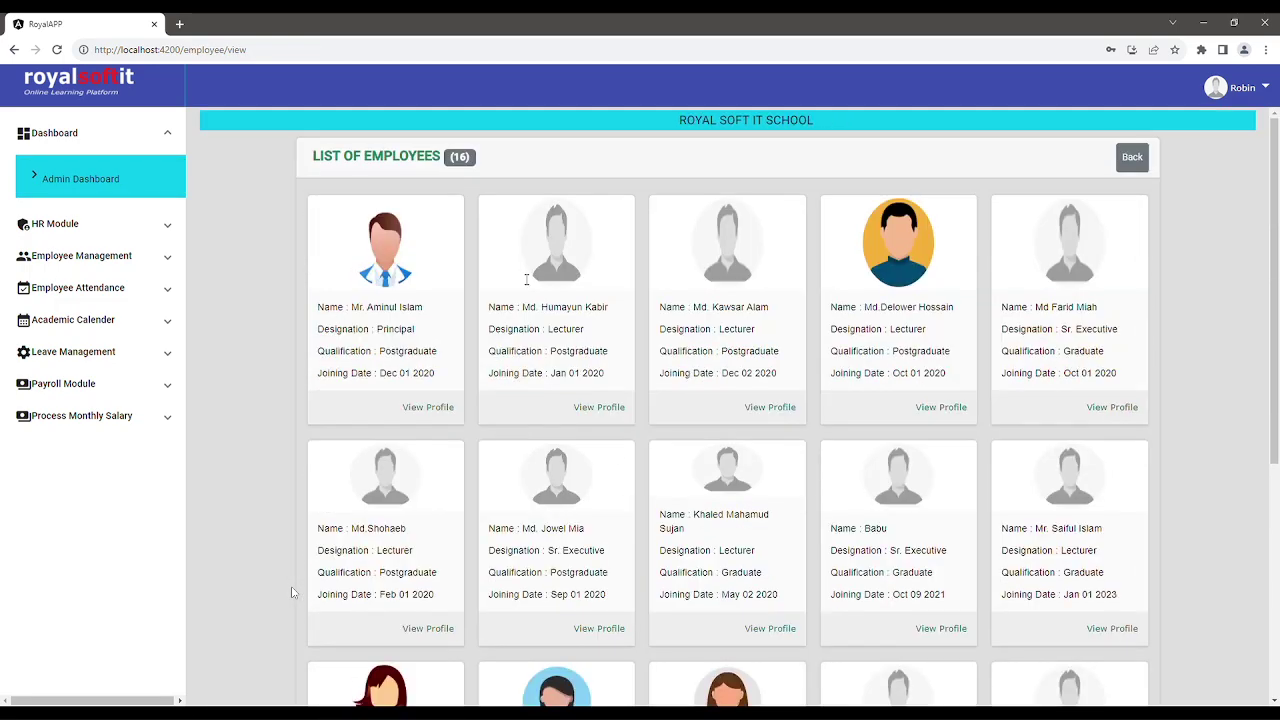 RoyalAPP
http://localhost:4200/employee/view
royalsoftit
Online Learning Platform
Robin
Dashboard
Admin Dashboard
HR Module
Employee Management
Employee Attendance
Academic Calender
Leave Management
Payroll Module
Process Monthly Salary
ROYAL SOFT IT SCHOOL
LIST OF EMPLOYEES (16)
Back
Name : Mr. Aminul Islam
Designation : Principal
Qualification : Postgraduate
Joining Date : Dec 01 2020
View Profile
Name : Md. Humayun Kabir
Designation : Lecturer
Qualification : Postgraduate
Joining Date : Jan 01 2020
View Profile
Name : Md. Kawsar Alam
Designation : Lecturer
Qualification : Postgraduate
Joining Date : Dec 02 2020
View Profile
Name : Md.Delower Hossain
Designation : Lecturer
Qualification : Postgraduate
Joining Date : Oct 01 2020
View Profile
Name : Md Farid Miah
Designation : Sr. Executive
Qualification : Graduate
Joining Date : Oct 01 2020
View Profile
Name : Md.Shohaeb
Designation : Lecturer
Qualification : Postgraduate
Joining Date : Feb 01 2020
View Profile
Name : Md. Jowel Mia
Designation : Sr. Executive
Qualification : Postgraduate
Joining Date : Sep 01 2020
View Profile
Name : Khaled Mahamud
Sujan
Designation : Lecturer
Qualification : Graduate
Joining Date : May 02 2020
View Profile
Name : Babu
Designation : Sr. Executive
Qualification : Graduate
Joining Date : Oct 09 2021
View Profile
Name : Mr. Saiful Islam
Designation : Lecturer
Qualification : Graduate
Joining Date : Jan 01 2023
View Profile